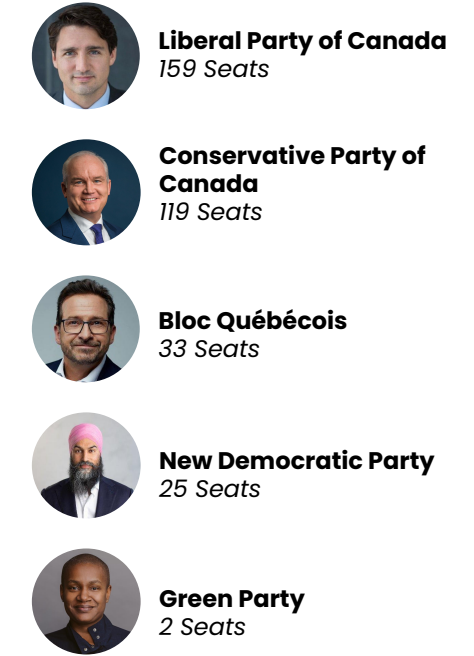 Liberal Party of Canada
159 Seats
Conservative Party of
Canada
119 Seats
Bloc Québécois
33 Seats
New Democratic Party
25 Seats
Green Party
2 Seats